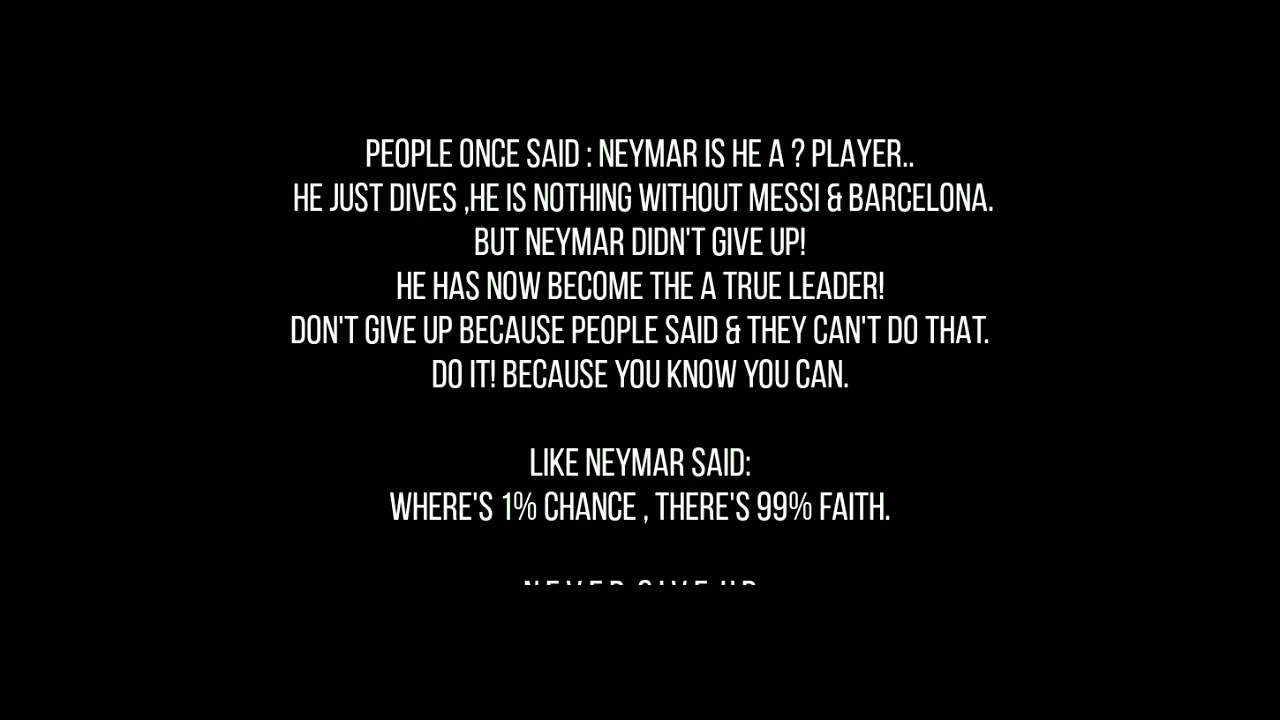 PEOPLE ONCE SAID : NEYMAR IS HE A ? PLAYER..
HE JUST DIVES ,HE IS NOTHING WITHOUT MESSI & BARCELONA.
BUT NEYMAR DIDN'T GIVE UP!
HE HAS NOW BECOME THE A TRUE LEADER!
DON'T GIVE UP BECAUSE PEOPLE SAID & THEY CAN'T DO THAT.
DO IT! BECAUSE YOU KNOW YOU CAN.
LIKE NEYMAR SAID:
WHERE'S 1% CHANCE , THERE'S 99% FAITH.